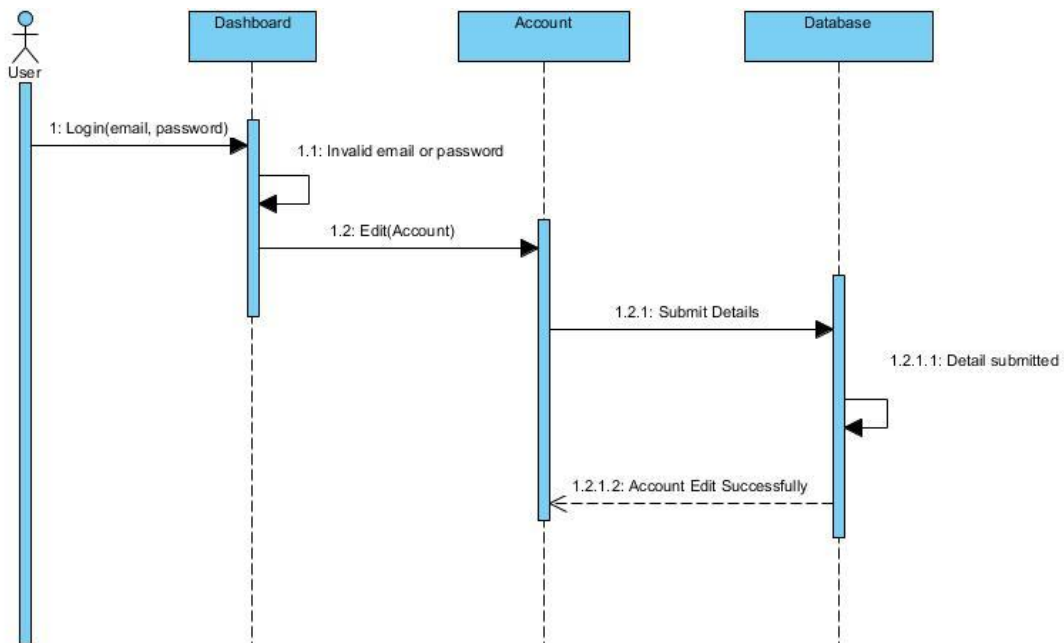 Dashboard
Account
Database
User
1: Login(email, password)
1.1: Invalid email or password
1.2: Edit(Account)
1.2.1: Submit Details
1.2.1.1: Detail submitted
1.2.1.2: Account Edit Successfully